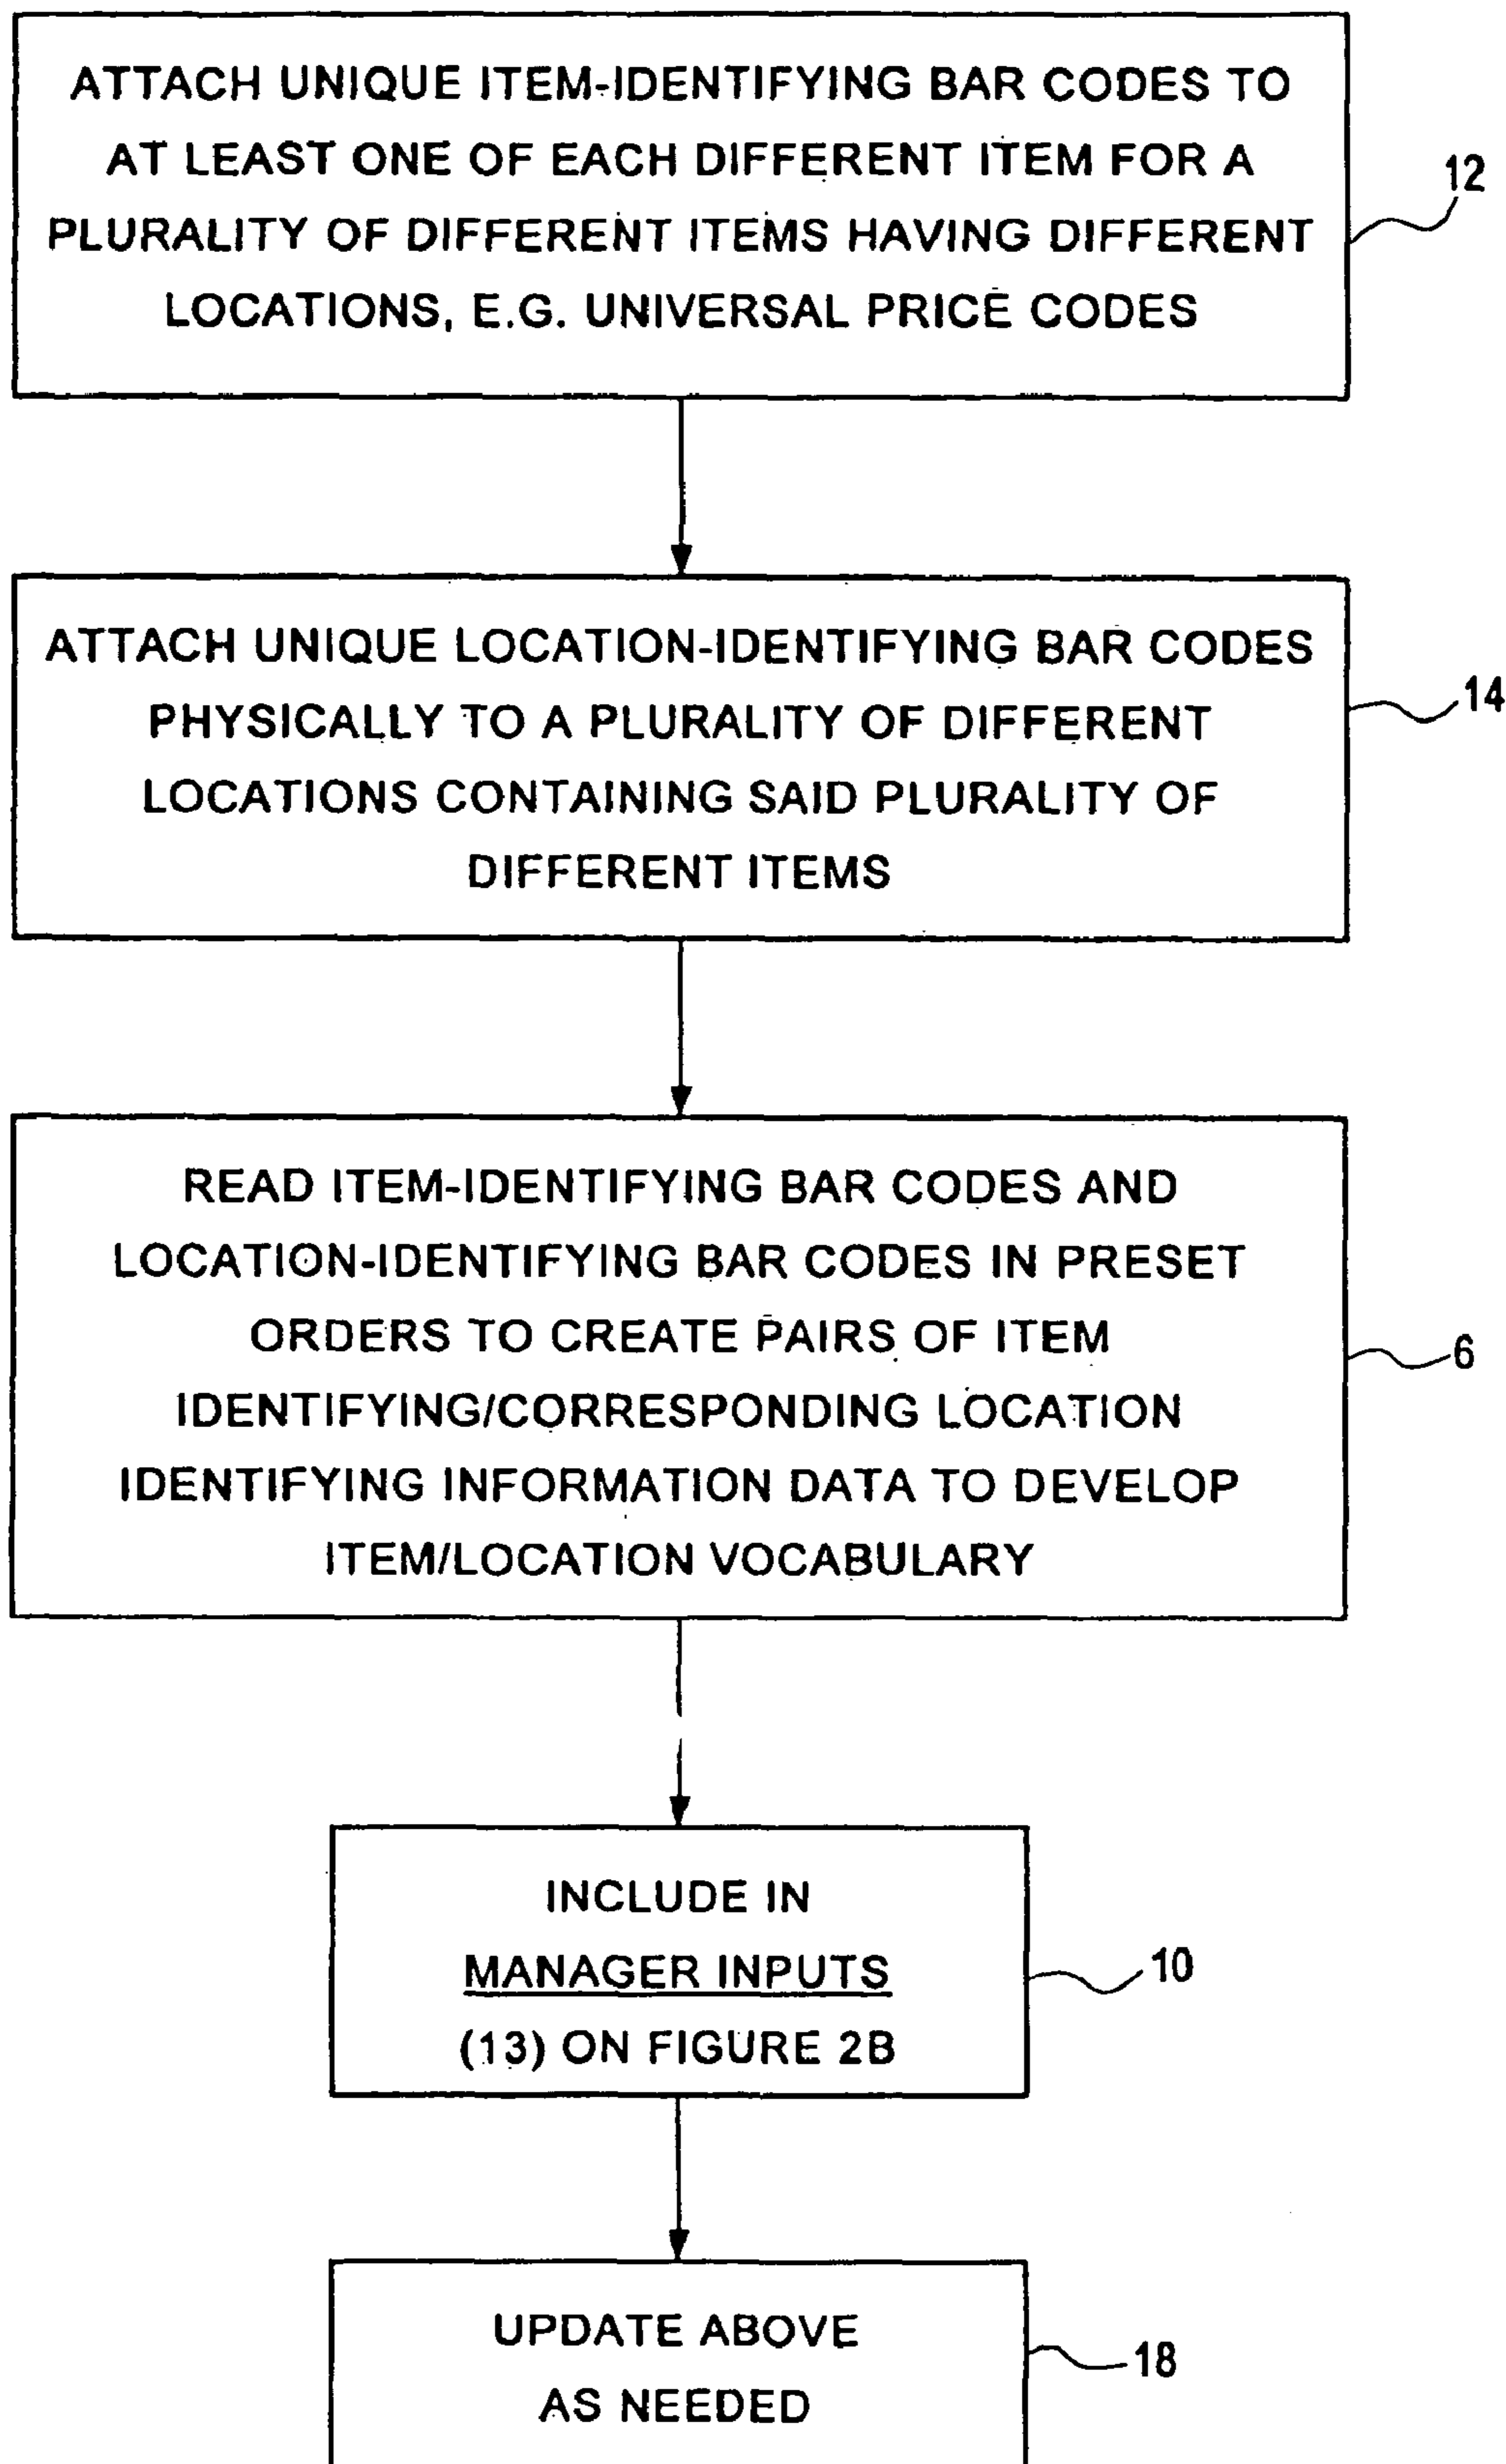 ATTACH UNIQUE ITEM-IDENTIFYING BAR CODES TO
AT LEAST ONE OF EACH DIFFERENT ITEM FOR A
PLURALITY OF DIFFERENT ITEMS HAVING DIFFERENT
LOCATIONS, E.G. UNIVERSAL PRICE CODES
12
ATTACH UNIQUE LOCATION-IDENTIFYING BAR CODES
PHYSICALLY TO A PLURALITY OF DIFFERENT
LOCATIONS CONTAINING SAID PLURALITY OF
DIFFERENT ITEMS
14
READ ITEM-IDENTIFYING BAR CODES AND
LOCATION-IDENTIFYING BAR CODES IN PRESET
ORDERS TO CREATE PAIRS OF ITEM
IDENTIFYING/CORRESPONDING LOCATION
IDENTIFYING INFORMATION DATA TO DEVELOP
ITEM/LOCATION VOCABULARY
6
INCLUDE IN
MANAGER INPUTS
(13) ON FIGURE 2B
10
UPDATE ABOVE
AS NEEDED
18